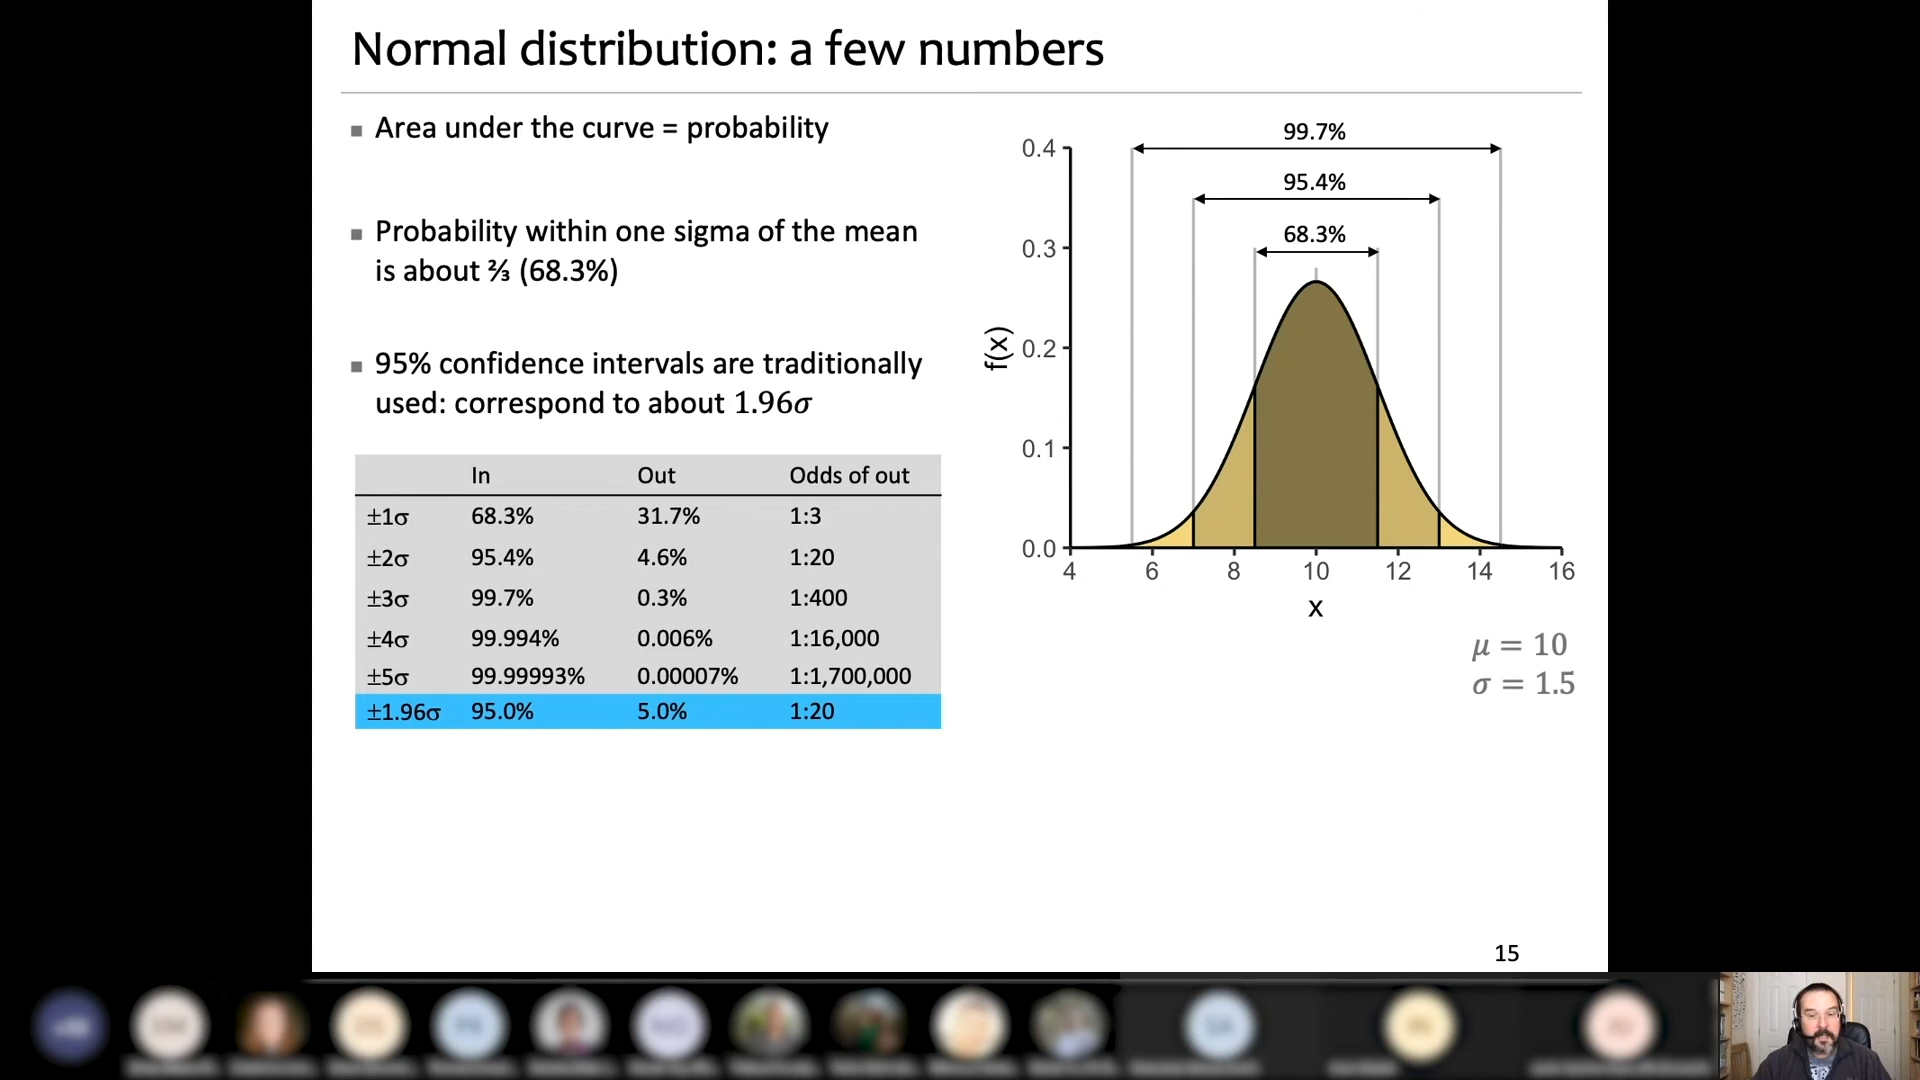 Normal distribution: a few numbers
Area under the curve = probability
Probability within one sigma of the mean
is about ⅔ (68.3%)
95% confidence intervals are traditionally
used: correspond to about 1.96σ
In Out Odds of out
±1σ 68.3% 31.7% 1:3
±2σ 95.4% 4.6% 1:20
±3σ 99.7% 0.3% 1:400
±4σ 99.994% 0.006% 1:16,000
±5σ 99.99993% 0.00007% 1:1,700,000
±1.96σ 95.0% 5.0% 1:20
99.7%
95.4%
68.3%
0.4
0.3
0.2
0.1
0.0
f(x)
4 6 8 10 12 14 16
x
μ = 10
σ = 1.5
15